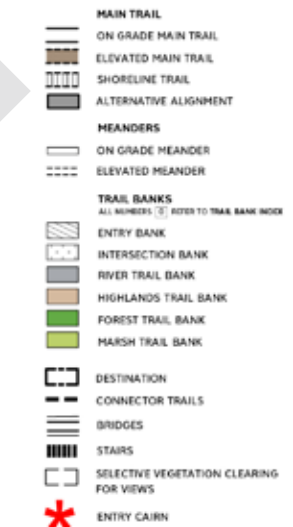 MAIN TRAIL
ON GRADE MAIN TRAIL
ELEVATED MAIN TRAIL
SHORELINE TRAIL
ALTERNATIVE ALIGNMENT
MEANDERS
ON GRADE MEANDER
ELEVATED MEANDER
TRAIL BANKS
ALL NUMBERS 0 REFER TO TRAIL BANK INDEX
ENTRY BANK
INTERSECTION BANK
RIVER TRAIL BANK
HIGHLANDS TRAIL BANK
FOREST TRAIL BANK
MARSH TRAIL BANK
DESTINATION
CONNECTOR TRAILS
BRIDGES
STAIRS
SELECTIVE VEGETATION CLEARING
FOR VIEWS
ENTRY CAIRN